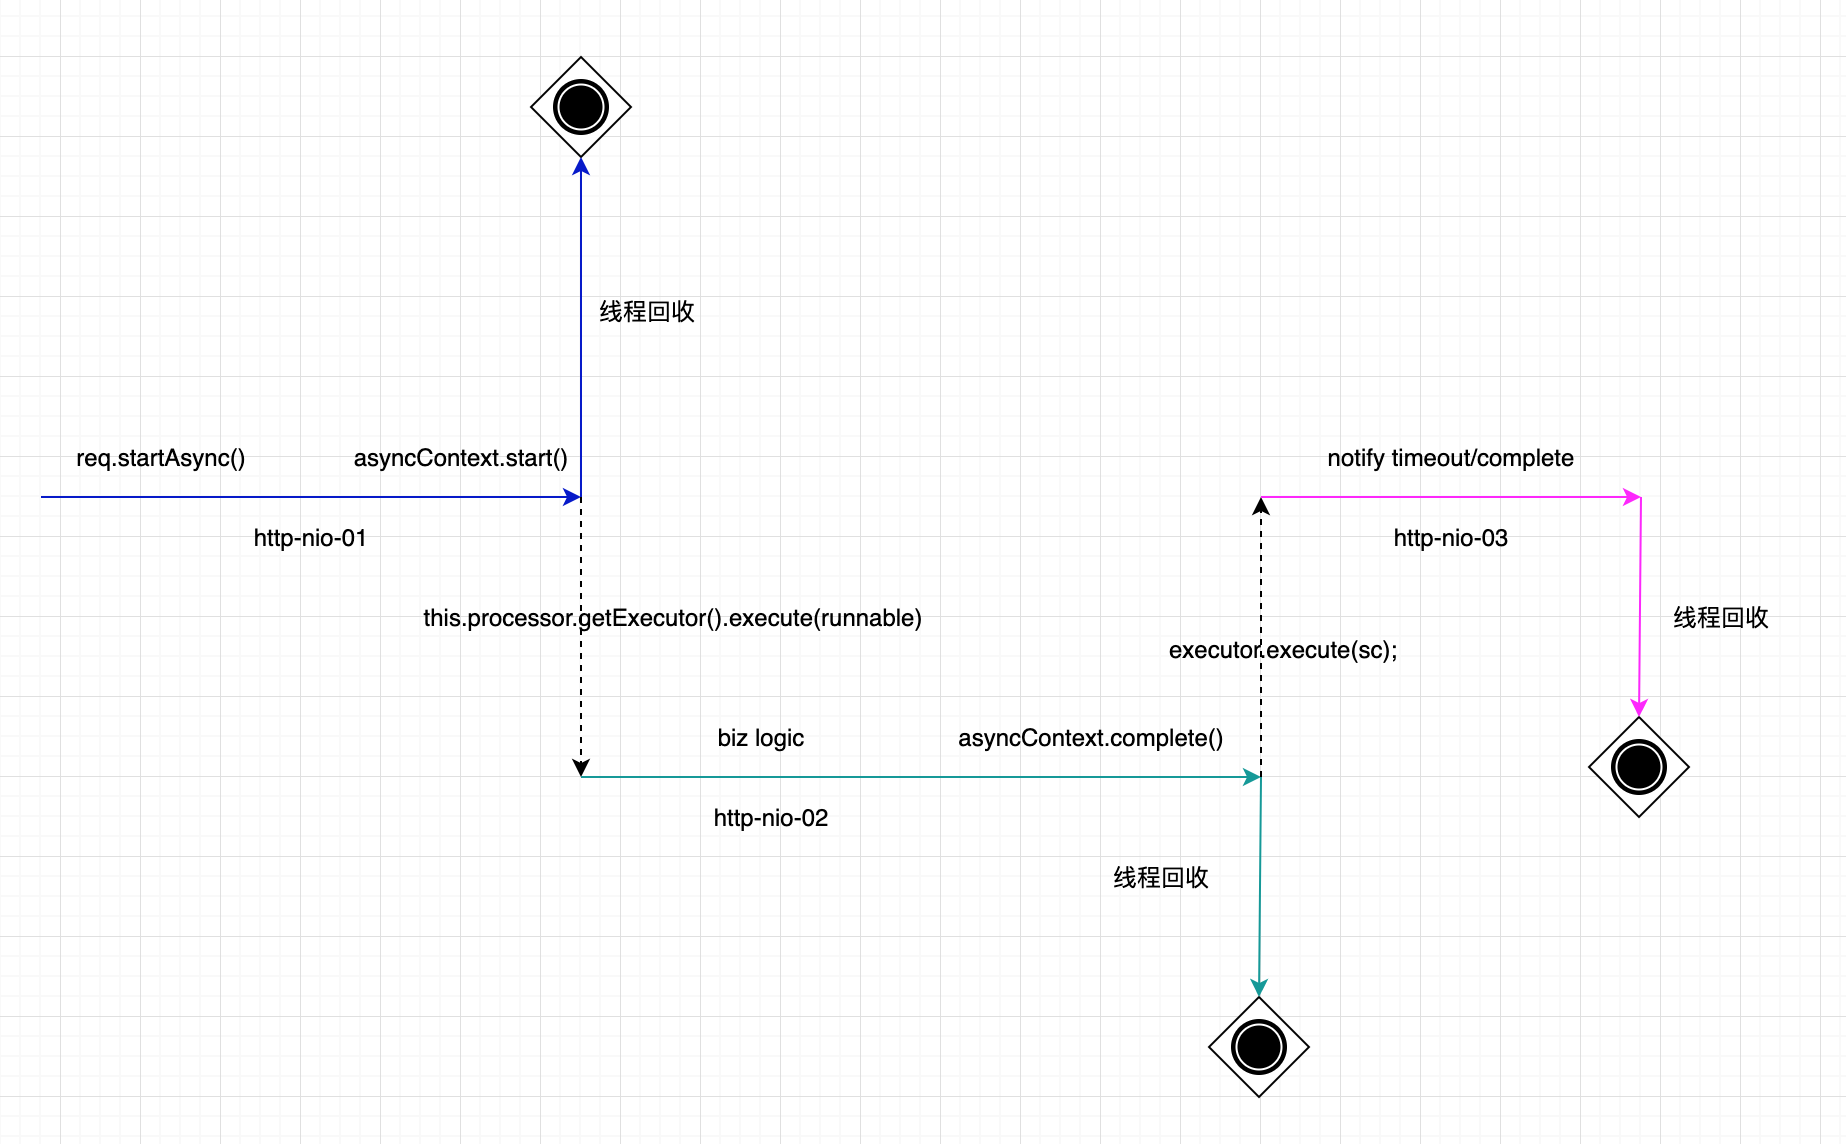 线程回收
req.startAsync()
asyncContext.start()
notify timeout/complete
http-nio-01
http-nio-03
this.processor.getExecutor().execute(runnable)
线程回收
executor.execute(sc);
biz logic
asyncContext.complete()
http-nio-02
线程回收